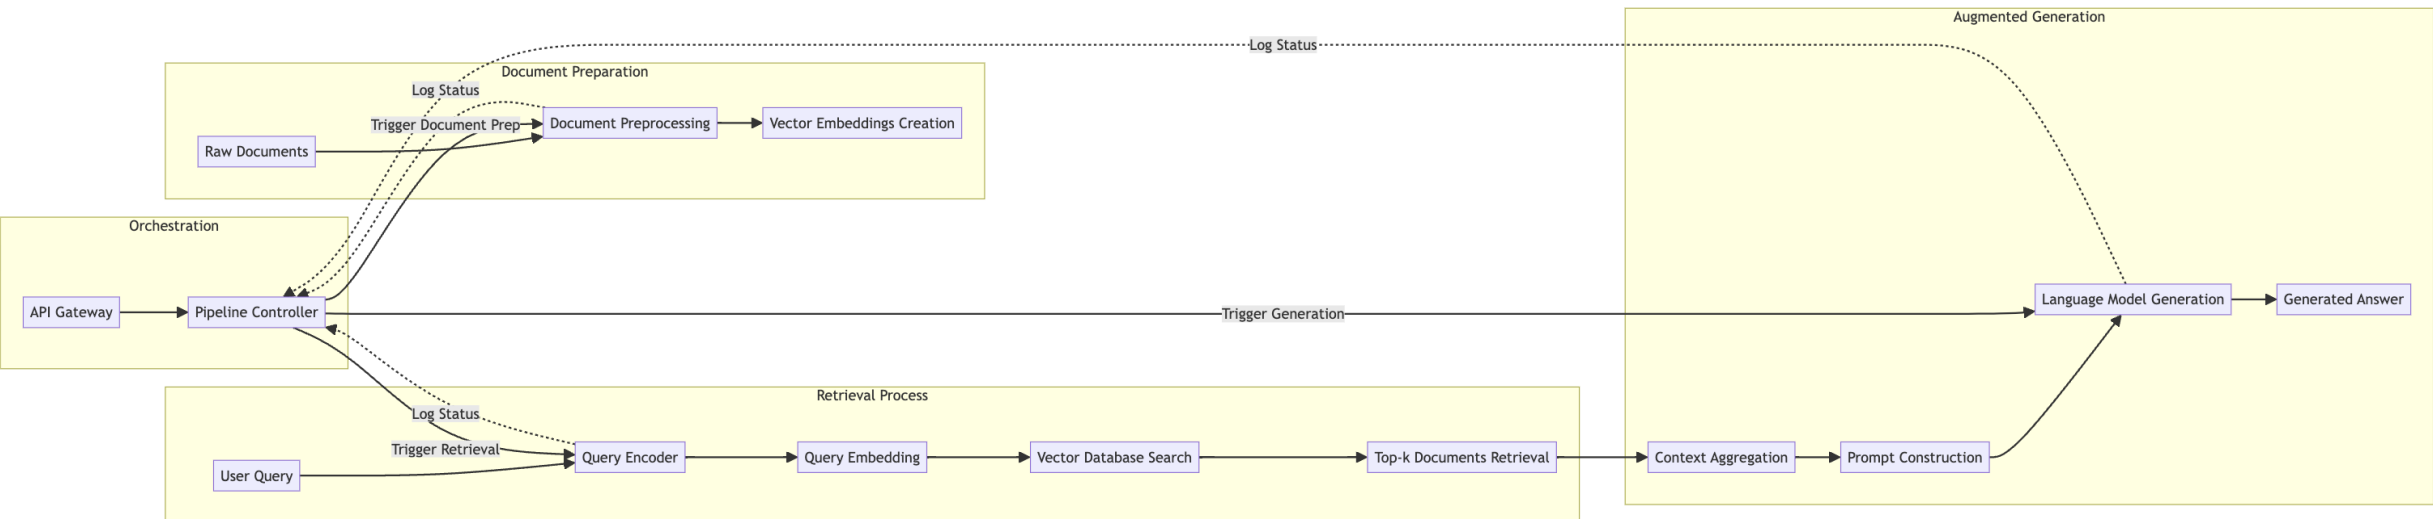 Augmented Generation
Log Status
Document Preparation
Log Status
Trigger Document Prep
Document Preprocessing
Vector Embeddings Creation
Raw Documents
Orchestration
API Gateway
Pipeline Controller
Trigger Generation
Language Model Generation
Generated Answer
Retrieval Process
Log Status
Trigger Retrieval
User Query
Query Encoder
Query Embedding
Vector Database Search
Top-k Documents Retrieval
Context Aggregation
Prompt Construction